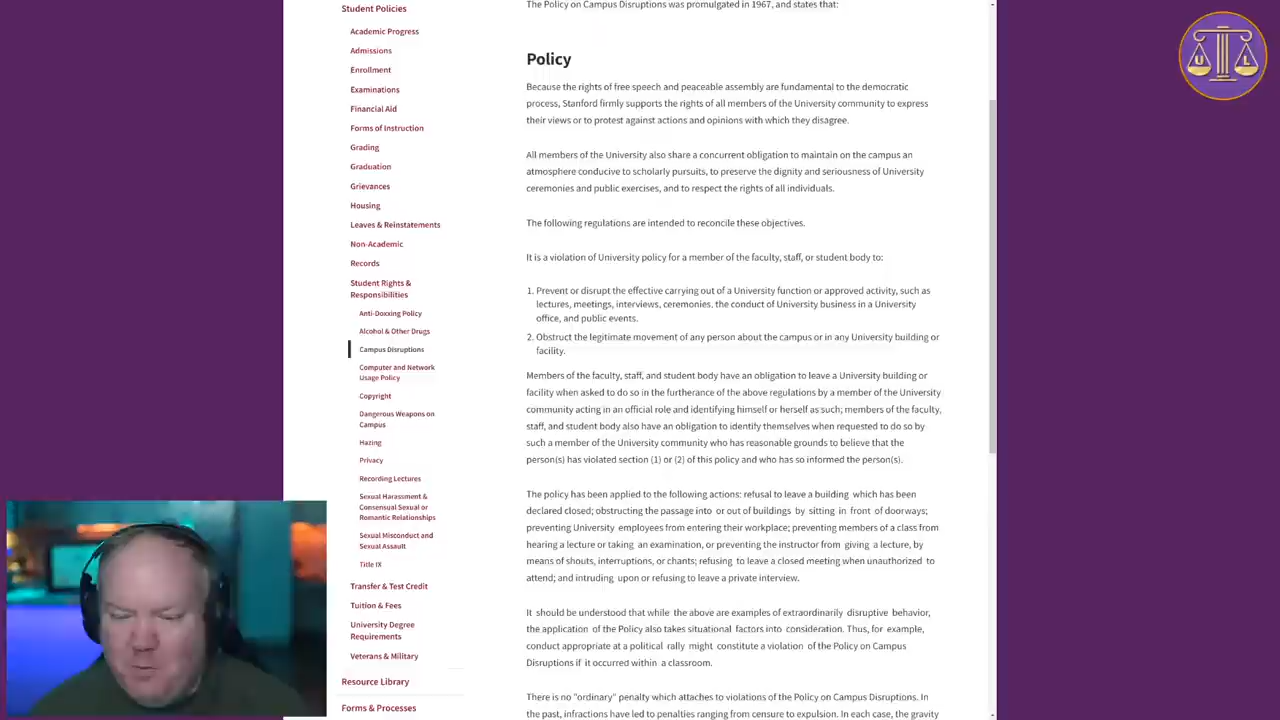 Student Policies
Academic Progress
Admissions
Enrollment
Examinations
Financial Aid
Forms of Instruction
Grading
Graduation
Grievances
Housing
Leaves & Reinstatements
Non-Academic
Records
Student Rights &
Responsibilities
Anti-Doxxing Policy
Alcohol & Other Drugs
Campus Disruptions
Computer and Network
Usage Policy
Copyright
Dangerous Weapons on
Campus
Hazing
Privacy
Recording Lectures
Sexual Harassment &
Consensual Sexual or
Romantic Relationships
Sexual Misconduct and
Sexual Assault
Title IX
Transfer & Test Credit
Tuition & Fees
University Degree
Requirements
Veterans & Military
Resource Library
Forms & Processes
The Policy on Campus Disruptions was promulgated in 1967, and states that:
Policy
Because the rights of free speech and peaceable assembly are fundamental to the democratic
process, Stanford firmly supports the rights of all members of the University community to express
their views or to protest against actions and opinions with which they disagree.
All members of the University also share a concurrent obligation to maintain on the campus an
atmosphere conducive to scholarly pursuits, to preserve the dignity and seriousness of University
ceremonies and public exercises, and to respect the rights of all individuals.
The following regulations are intended to reconcile these objectives.
It is a violation of University policy for a member of the faculty, staff, or student body to:
1. Prevent or disrupt the effective carrying out of a University function or approved activity, such as
lectures, meetings, interviews, ceremonies, the conduct of University business in a University
office, and public events.
2. Obstruct the legitimate movement of any person about the campus or in any University building or
facility.
Members of the faculty, staff, and student body have an obligation to leave a University building or
facility when asked to do so in the furtherance of the above regulations by a member of the University
community acting in an official role and identifying himself or herself as such; members of the faculty,
staff, and student body also have an obligation to identify themselves when requested to do so by
such a member of the University community who has reasonable grounds to believe that the
person(s) has violated section (1) or (2) of this policy and who has so informed the person(s).
The policy has been applied to the following actions: refusal to leave a building which has been
declared closed; obstructing the passage into or out of buildings by sitting in front of doorways;
preventing University employees from entering their workplace; preventing members of a class from
hearing a lecture or taking an examination, or preventing the instructor from giving a lecture, by
means of shouts, interruptions, or chants; refusing to leave a closed meeting when unauthorized to
attend; and intruding upon or refusing to leave a private interview.
It should be understood that while the above are examples of extraordinarily disruptive behavior,
the application of the Policy also takes situational factors into consideration. Thus, for example,
conduct appropriate at a political rally might constitute a violation of the Policy on Campus
Disruptions if it occurred within a classroom.
There is no "ordinary" penalty which attaches to violations of the Policy on Campus Disruptions. In
the past, infractions have led to penalties ranging from censure to expulsion. In each case, the gravity
U L